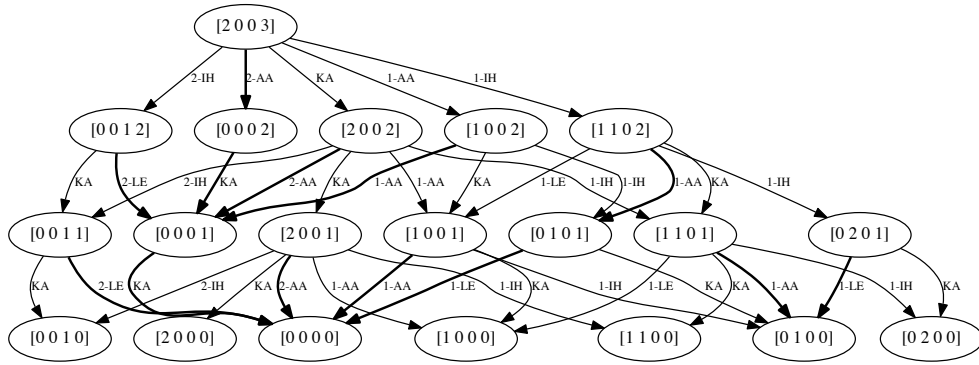 [2 0 0 3]
2-IH 2-AA KA 1-AA 1-IH
[0 0 1 2] [0 0 0 2] [2 0 0 2] [1 0 0 2] [1 1 0 2]
KA 2-LE 2-IH KA 2-AA KA 1-AA 1-AA KA 1-LE 1-IH 1-IH 1-AA KA 1-IH
[0 0 1 1] [0 0 0 1] [2 0 0 1] [1 0 0 1] [0 1 0 1] [1 1 0 1] [0 2 0 1]
KA 2-LE KA 2-IH KA 2-AA 1-AA 1-AA 1-LE 1-IH KA 1-IH 1-LE KA KA 1-AA 1-LE 1-IH KA
[0 0 1 0] [2 0 0 0] [0 0 0 0] [1 0 0 0] [1 1 0 0] [0 1 0 0] [0 2 0 0]